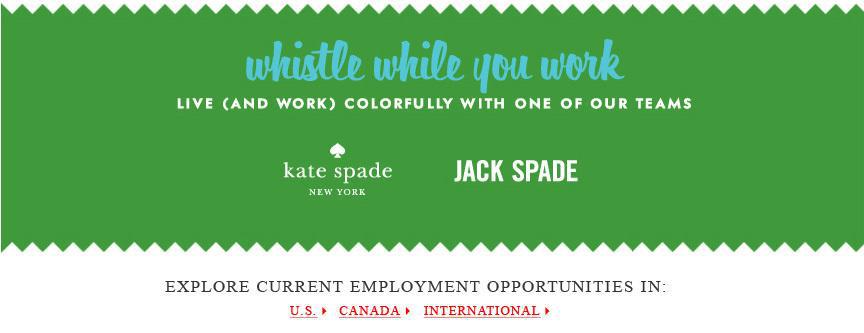 whistle while you work
LIVE (AND WORK) COLORFULLY WITH ONE OF OUR TEAMS
kate spade
NEW YORK
JACK SPADE
EXPLORE CURRENT EMPLOYMENT OPPORTUNITIES IN:
U.S. CANADA INTERNATIONAL